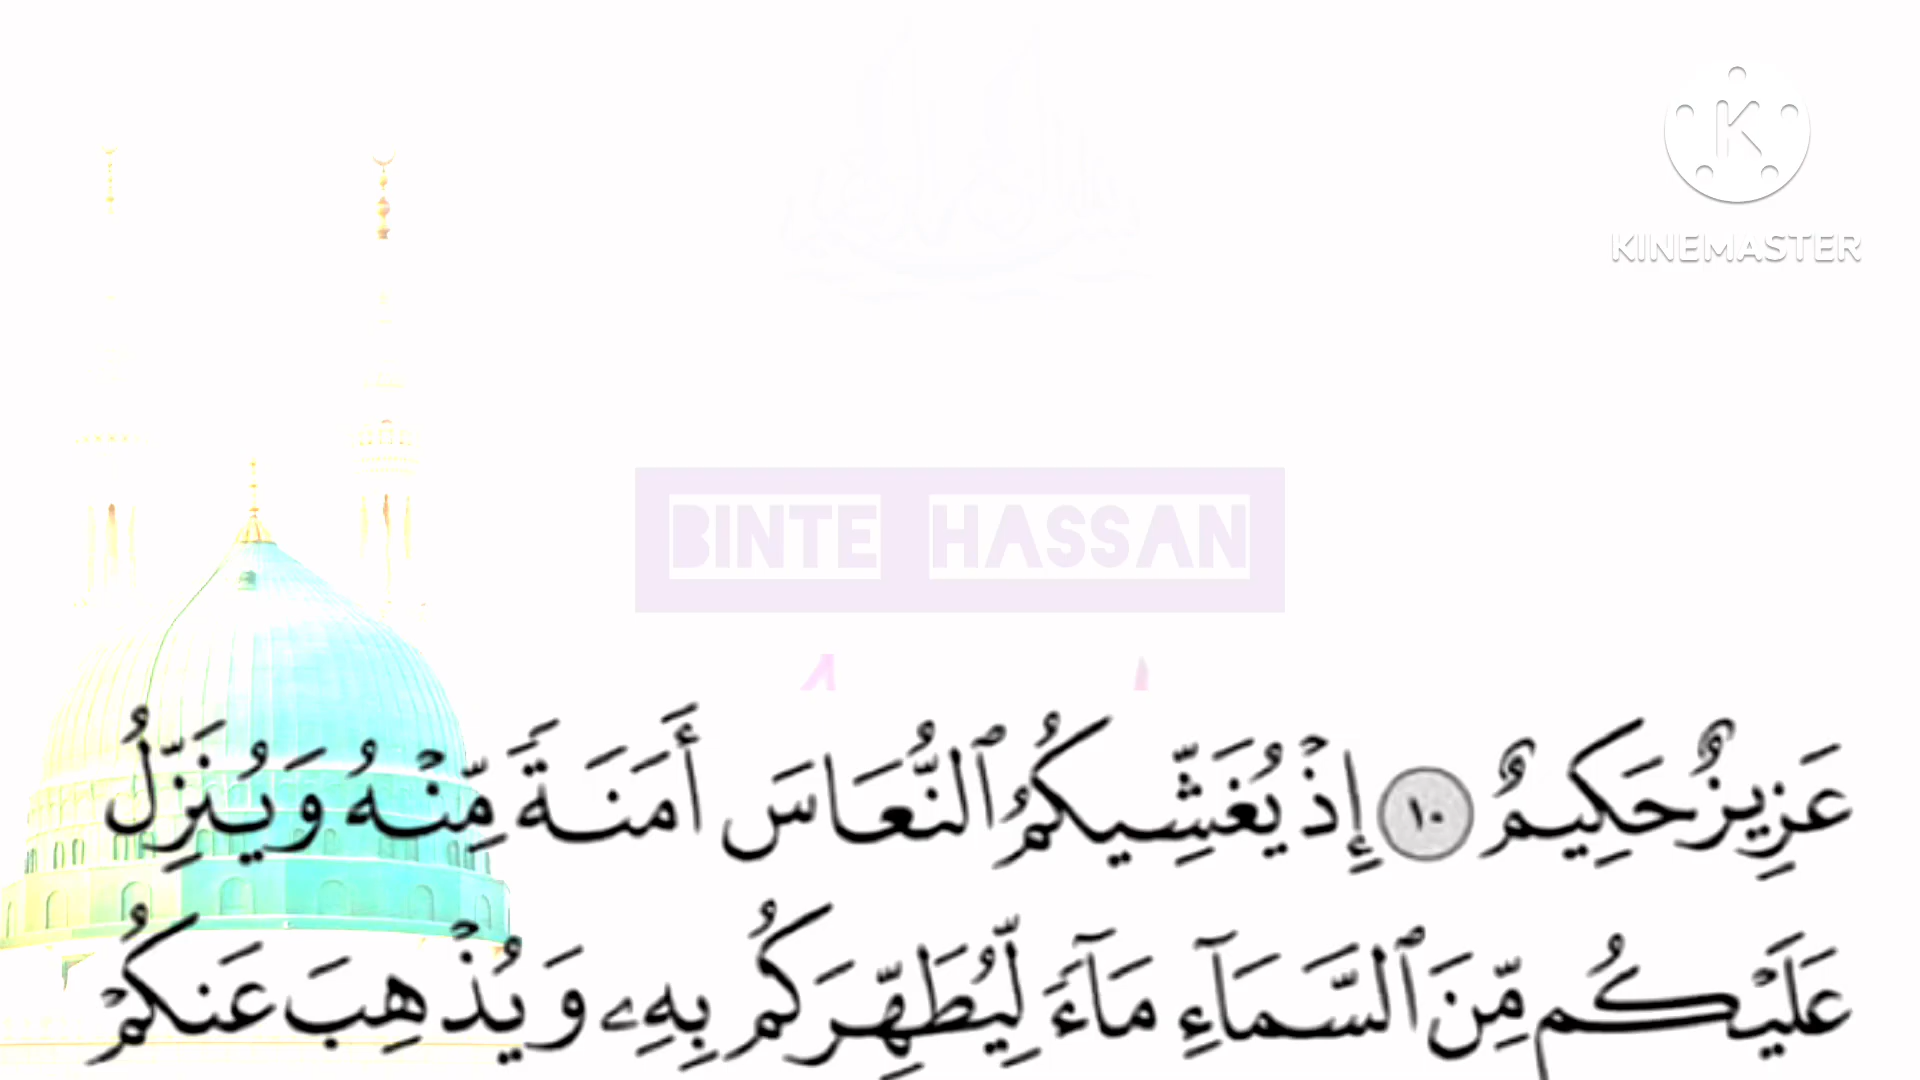 KINEMASTER
BINTE HASSAN
عَزِيزٌ حَكِيمٌ ١٠ إِذْ يُغَشِّيكُمُ ٱلنُّعَاسَ أَمَنَةً مِّنْهُ وَيُنَزِّلُ
عَلَيْكُم مِّنَ ٱلسَّمَآءِ مَآءً لِّيُطَهِّرَكُم بِهِۦ وَيُذْهِبَ عَنكُمْ